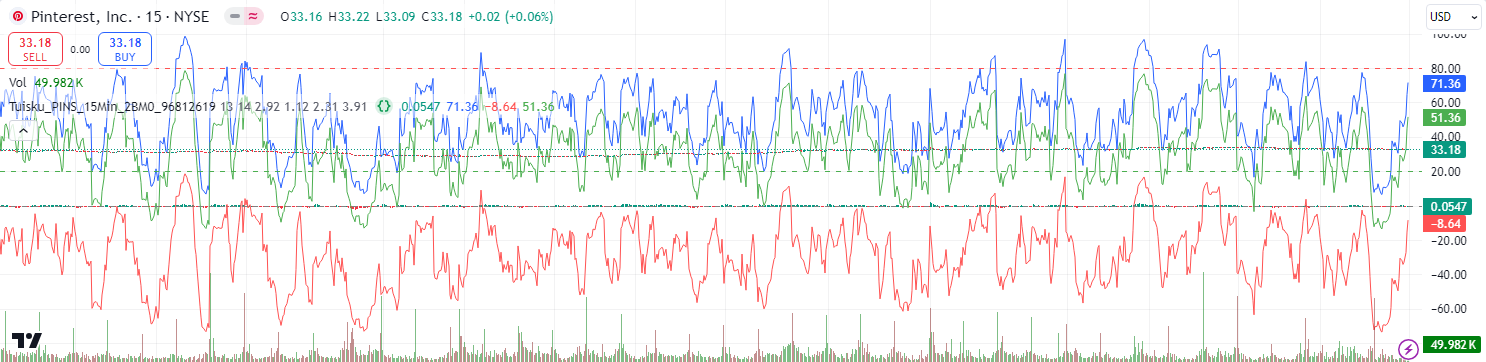 Pinterest, Inc. · 15 · NYSE O33.16 H33.22 L33.09 C33.18 +0.02 (+0.06%)
USD
33.18 SELL 0.00 33.18 BUY
Vol 49.982 K
Tuisku_PINS_15Min_2BM0_96812619 13 14 2.92 1.12 2.31 3.91 {} 0.0547 71.36 −8.64 51.36
100.00
80.00
71.36
60.00
51.36
40.00
33.18
20.00
0.0547
−8.64
−20.00
−40.00
−60.00
49.982 K